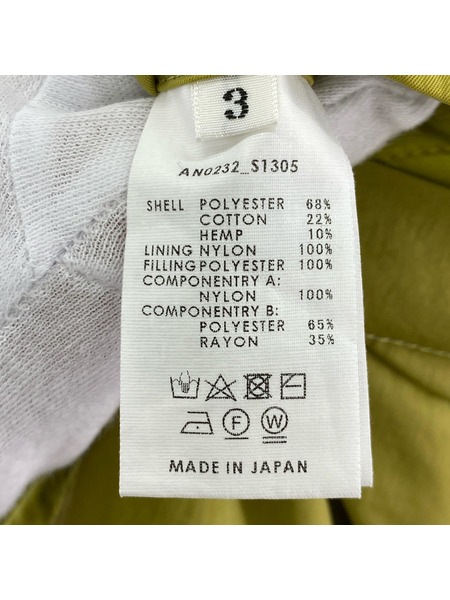 3
AN0232_S1305
SHELL POLYESTER 68%
COTTON 22%
HEMP 10%
LINING NYLON 100%
FILLING POLYESTER 100%
COMPONENTRY A:
NYLON 100%
COMPONENTRY B:
POLYESTER 65%
RAYON 35%
F W
MADE IN JAPAN